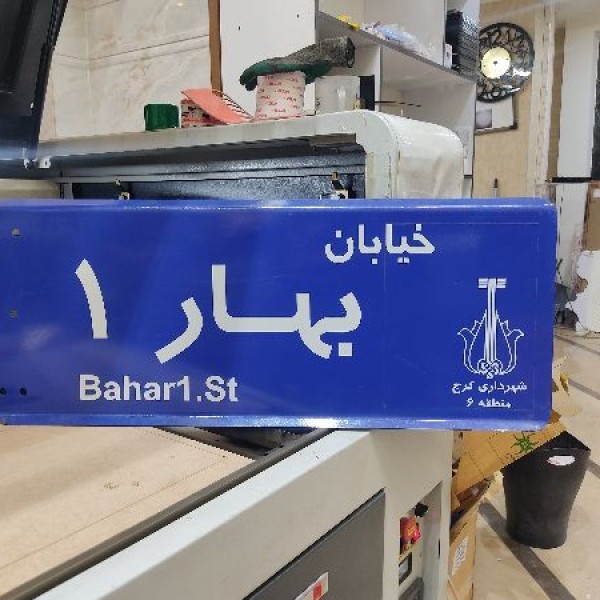 خیابان
بهار ۱
Bahar1.St
شهرداری کرج
منطقه ۶